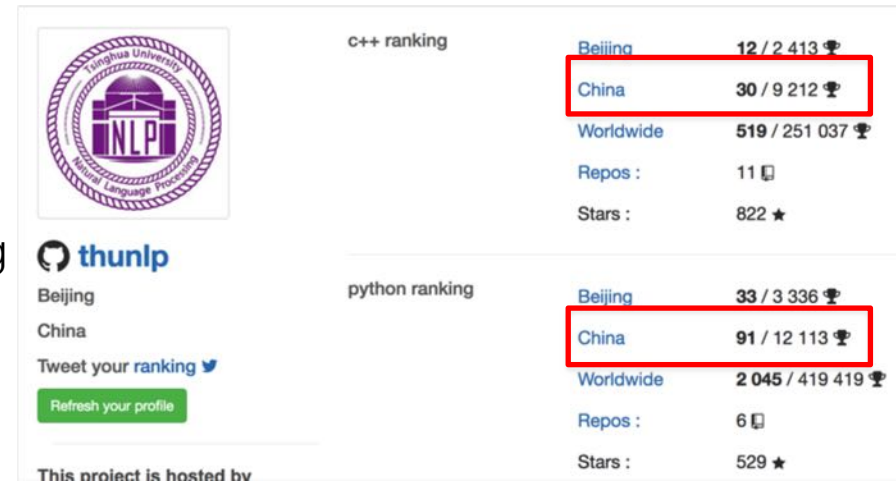 Tsinghua University
NLP
Natural Language Processing
g
thunlp
Beijing
China
Tweet your ranking
Refresh your profile
This project is hosted by
c++ ranking
Beijing 12 / 2 413
China 30 / 9 212
Worldwide 519 / 251 037
Repos : 11
Stars : 822 ★
python ranking
Beijing 33 / 3 336
China 91 / 12 113
Worldwide 2 045 / 419 419
Repos : 6
Stars : 529 ★